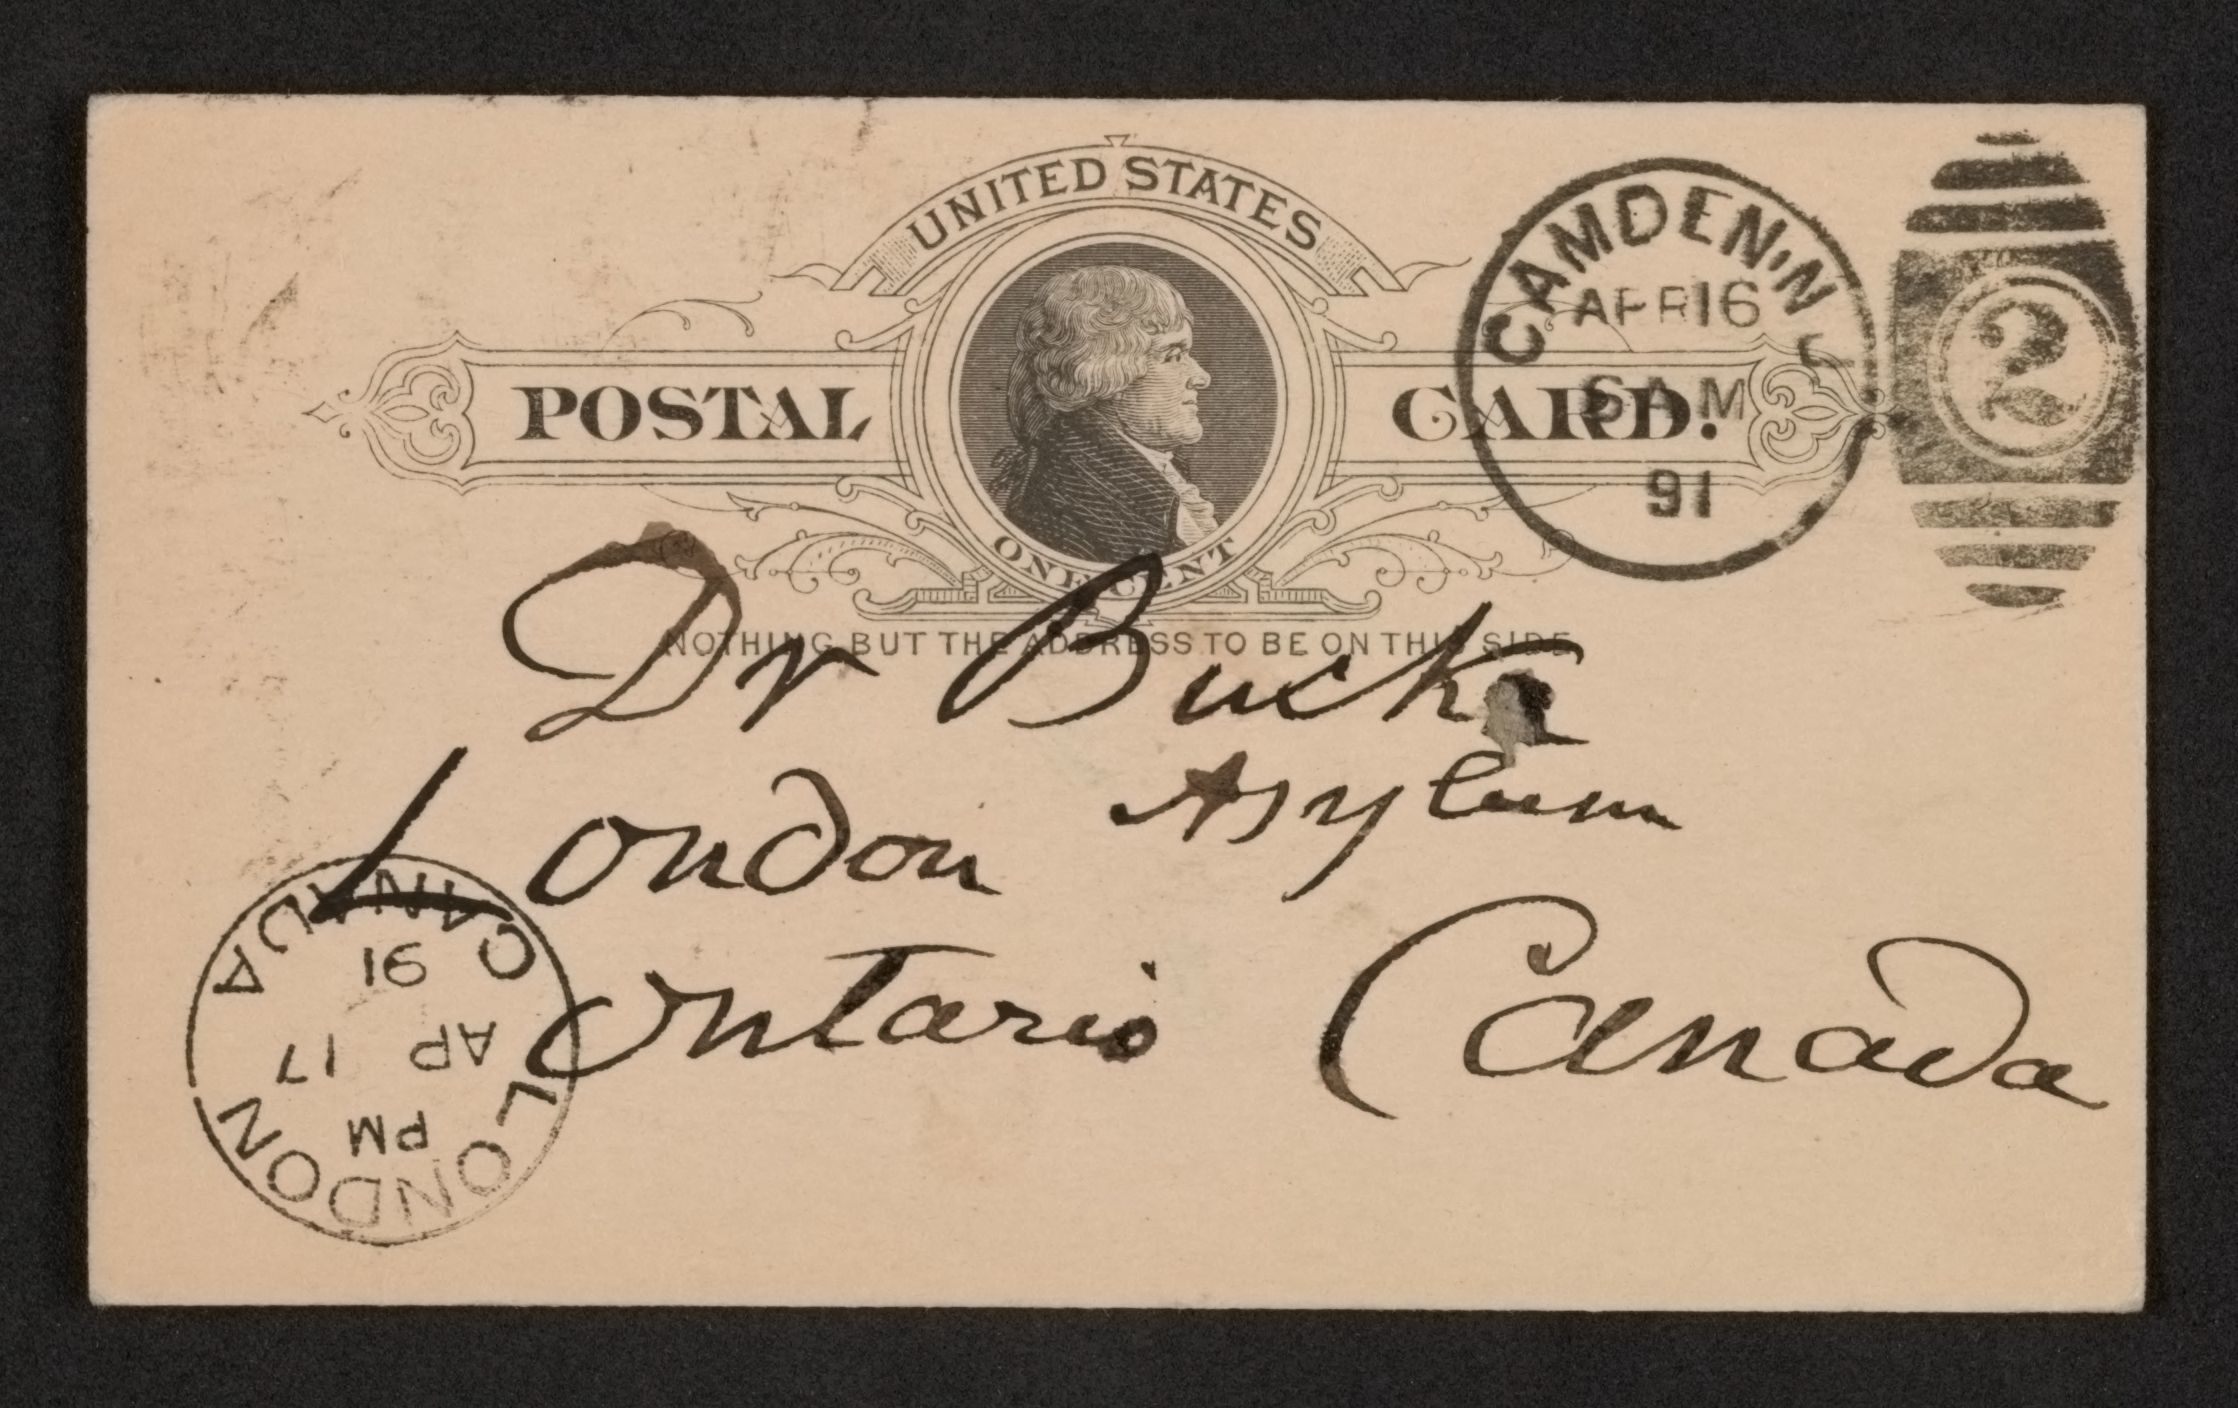 UNITED STATES
POSTAL CARD.
ONE CENT
NOTHING BUT THE ADDRESS TO BE ON THIS SIDE
CAMDEN, N
APR 16
6 AM
91
2
Dr Bucke
Asylum
London
Ontario Canada
LONDON
PM
AP 17
91
CANADA